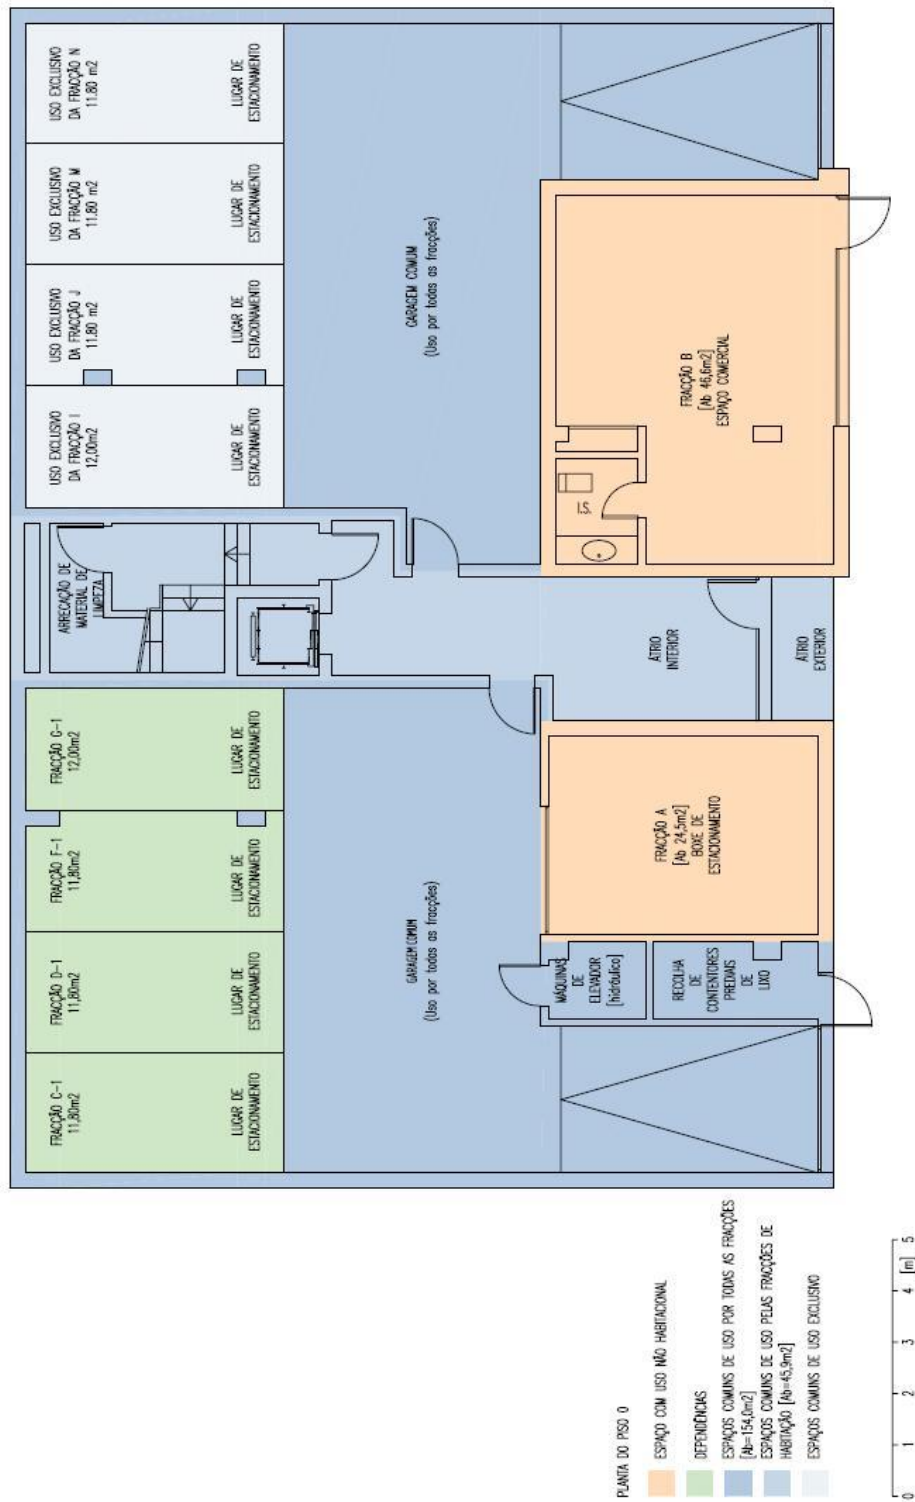 USO EXCLUSIVO
DA FRACÇÃO N
11.80 m2
LUGAR DE
ESTACIONAMENTO
USO EXCLUSIVO
DA FRACÇÃO M
11.80 m2
LUGAR DE
ESTACIONAMENTO
USO EXCLUSIVO
DA FRACÇÃO J
11.80 m2
LUGAR DE
ESTACIONAMENTO
USO EXCLUSIVO
DA FRACÇÃO I
12,00m2
LUGAR DE
ESTACIONAMENTO
GARAGEM COMUM
(Uso por todas as fracções)
FRACÇÃO B
[Ab 46,6m2]
ESPAÇO COMERCIAL
I.S.
ARRECAÇÃO DE
MATERIAL DE
LIMPEZA
ÁTRIO
INTERIOR
ÁTRIO
EXTERIOR
FRACÇÃO G-1
12,00m2
LUGAR DE
ESTACIONAMENTO
FRACÇÃO F-1
11,80m2
LUGAR DE
ESTACIONAMENTO
FRACÇÃO D-1
11,80m2
LUGAR DE
ESTACIONAMENTO
FRACÇÃO C-1
11,80m2
LUGAR DE
ESTACIONAMENTO
GARAGEM COMUM
(Uso por todas as fracções)
FRACÇÃO A
[Ab 24,5m2]
BOXE DE
ESTACIONAMENTO
MÁQUINAS
DE
ELEVADOR
[hidráulico]
RECOLHA
DE
CONTENTORES
PREDIAIS
DE
LIXO
PLANTA DO PISO 0
ESPAÇO COM USO NÃO HABITACIONAL
DEPENDÊNCIAS
ESPAÇOS COMUNS DE USO POR TODAS AS FRACÇÕES
[Ab=154,0m2]
ESPAÇOS COMUNS DE USO PELAS FRACÇÕES DE
HABITAÇÃO [Ab=45,9m2]
ESPAÇOS COMUNS DE USO EXCLUSIVO
0 1 2 3 4 [m] 5